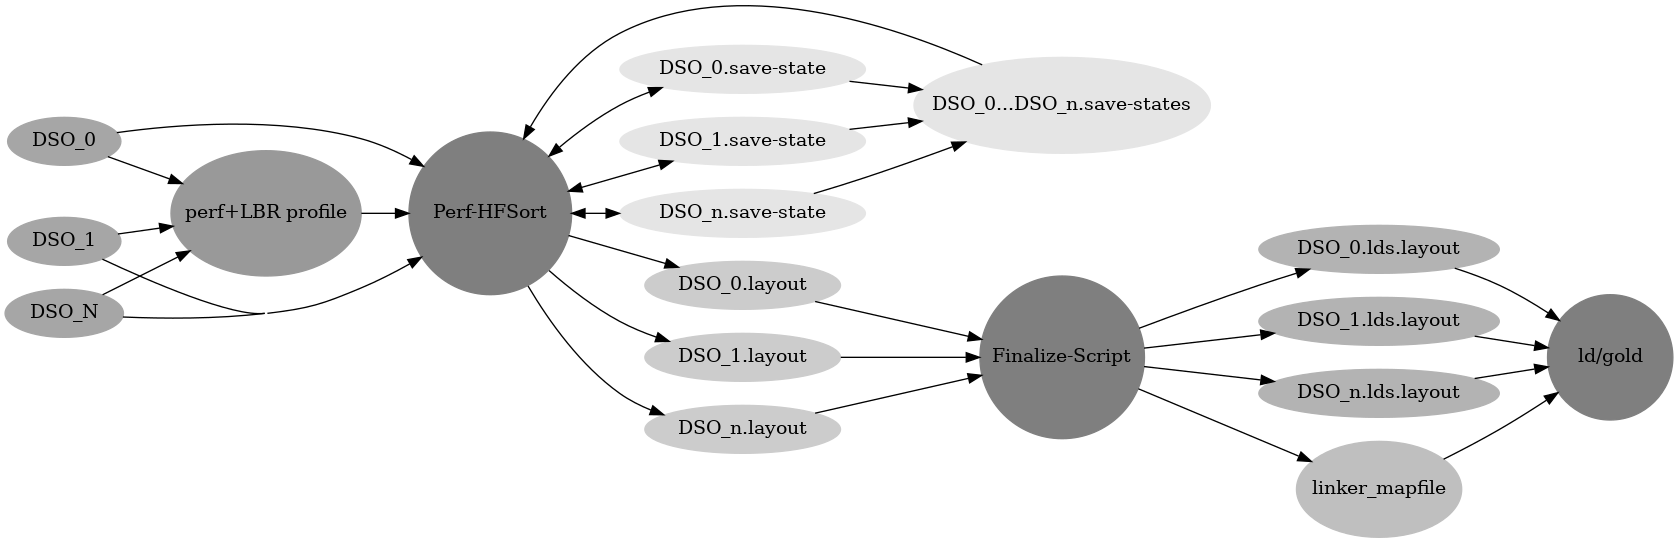 DSO_0
DSO_1
DSO_N
perf+LBR profile
Perf-HFSort
DSO_0.save-state
DSO_1.save-state
DSO_n.save-state
DSO_0...DSO_n.save-states
DSO_0.layout
DSO_1.layout
DSO_n.layout
Finalize-Script
DSO_0.lds.layout
DSO_1.lds.layout
DSO_n.lds.layout
linker_mapfile
ld/gold